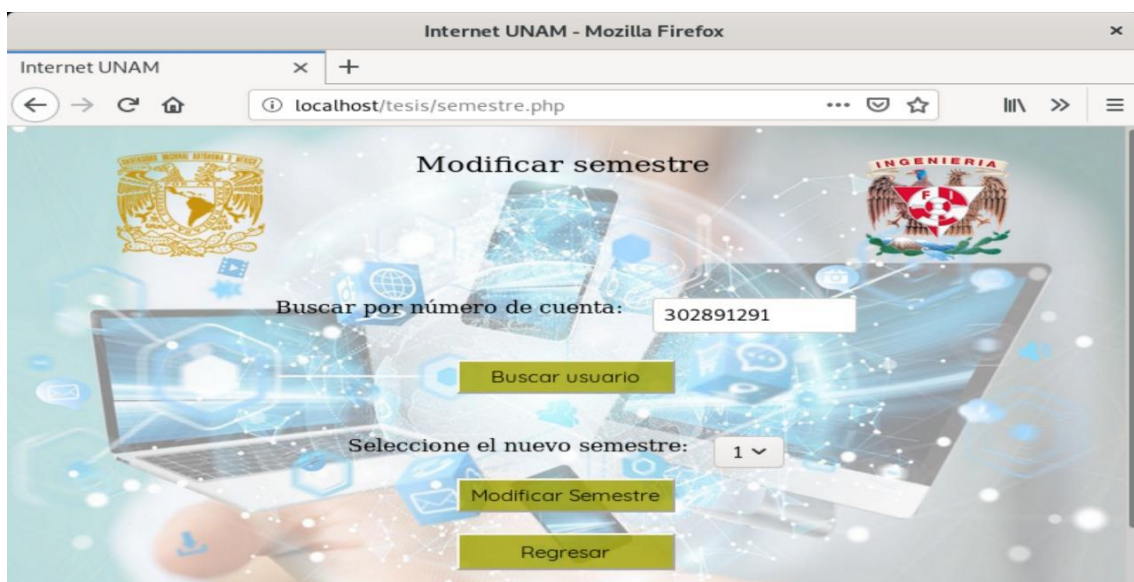 Internet UNAM - Mozilla Firefox
Internet UNAM
localhost/tesis/semestre.php
Modificar semestre
INGENIERIA
Buscar por número de cuenta: 302891291
Buscar usuario
Seleccione el nuevo semestre: 1
Modificar Semestre
Regresar